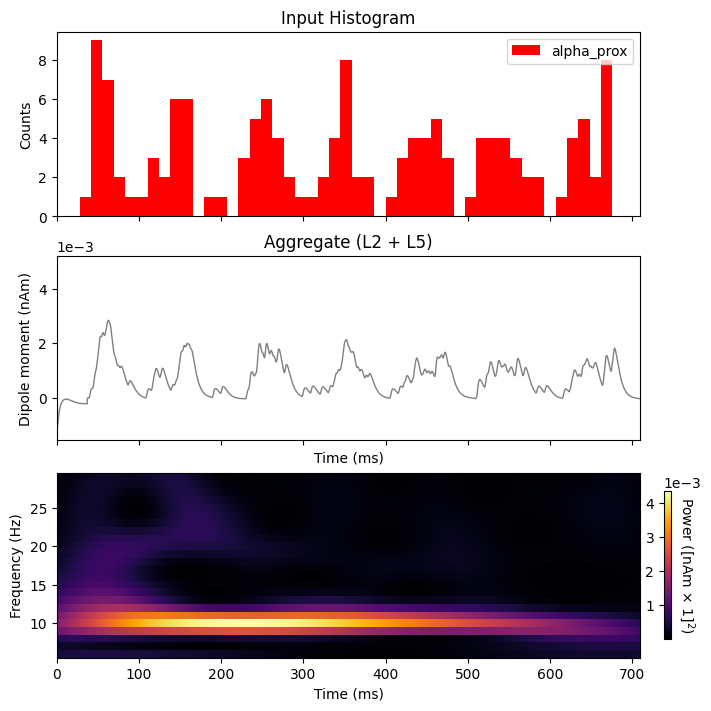 Input Histogram
alpha_prox
Counts
8
6
4
2
0
Aggregate (L2 + L5)
1e−3
Dipole moment (nAm)
4
2
0
Time (ms)
Frequency (Hz)
25
20
15
10
0 100 200 300 400 500 600 700
Time (ms)
1e−3
4
3
2
1
Power ([nAm × 1]²)